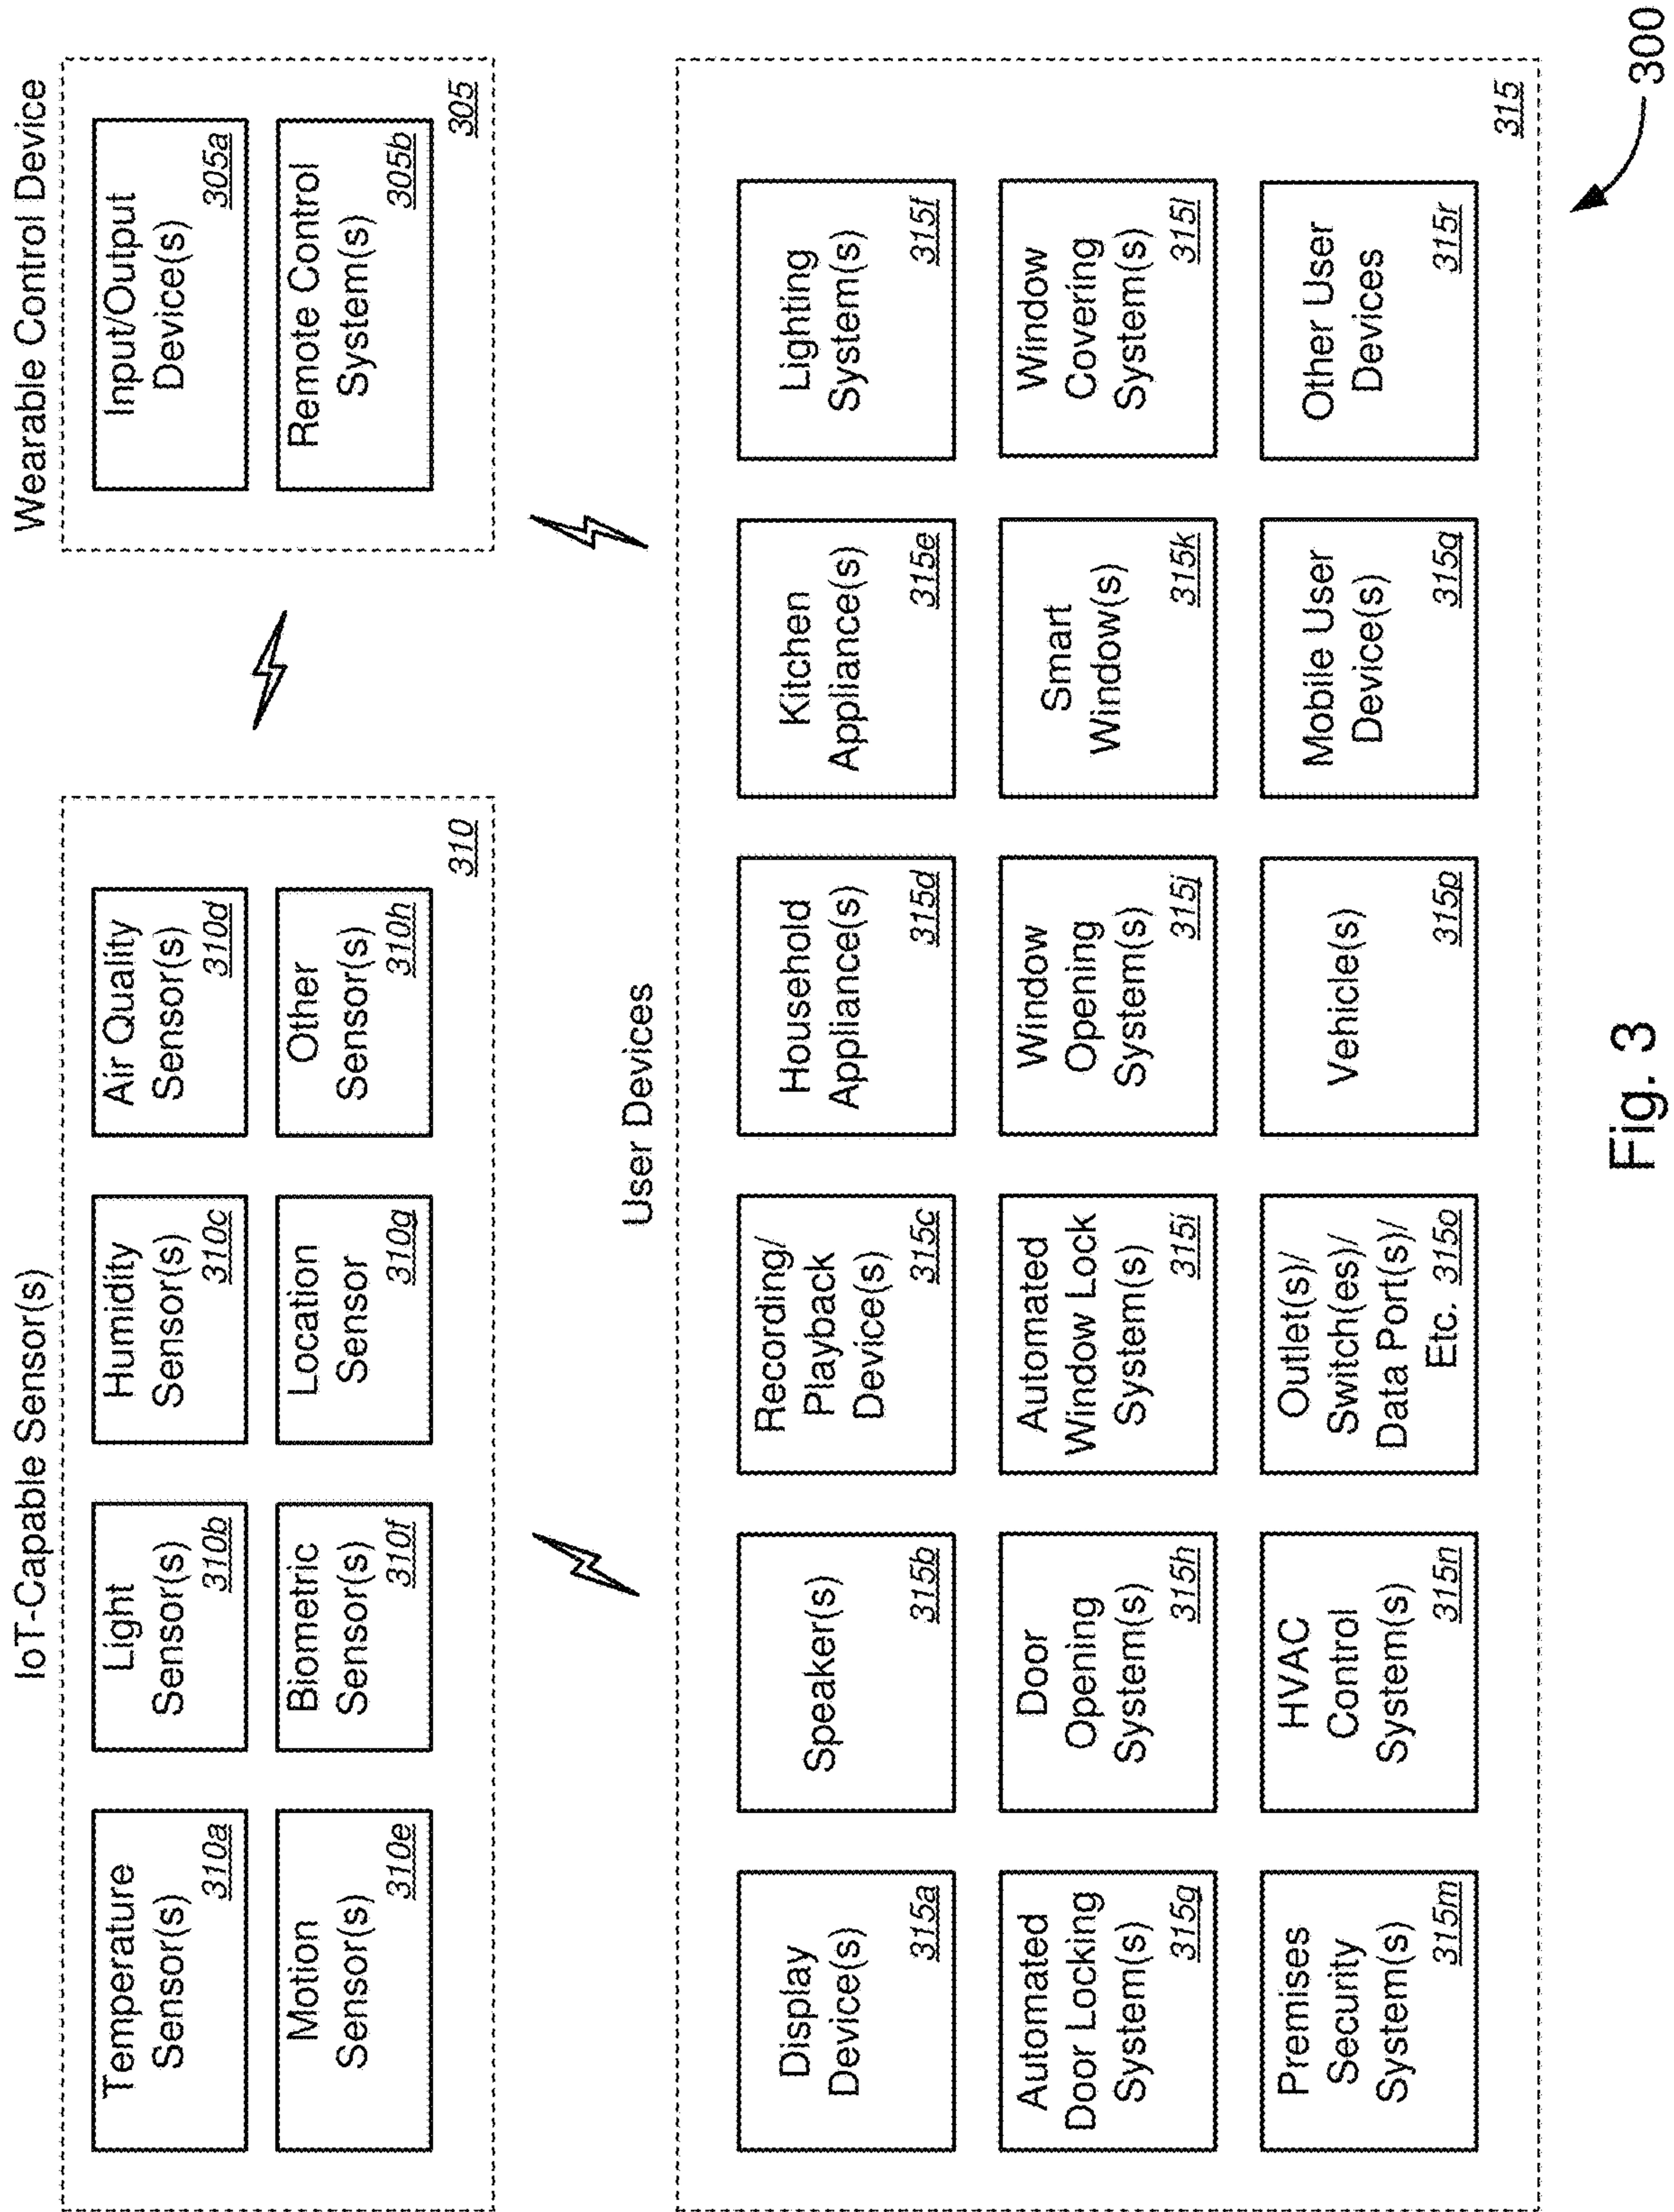 IoT-Capable Sensor(s)
Temperature
Sensor(s)
310a
Light
Sensor(s)
310b
Humidity
Sensor(s)
310c
Air Quality
Sensor(s)
310d
Motion
Sensor(s)
310e
Biometric
Sensor(s)
310f
Location
Sensor
310g
Other
Sensor(s)
310h
310
Wearable Control Device
Input/Output
Device(s)
305a
Remote Control
System(s)
305b
305
User Devices
Display
Device(s)
315a
Speaker(s)
315b
Recording/
Playback
Device(s)
315c
Household
Appliance(s)
315d
Kitchen
Appliance(s)
315e
Lighting
System(s)
315f
Automated
Door Locking
System(s)
315g
Door
Opening
System(s)
315h
Automated
Window Lock
System(s)
315i
Window
Opening
System(s)
315j
Smart
Window(s)
315k
Window
Covering
System(s)
315l
Premises
Security
System(s)
315m
HVAC
Control
System(s)
315n
Outlet(s)/
Switch(es)/
Data Port(s)/
Etc. 315o
Vehicle(s)
315p
Mobile User
Device(s)
315q
Other User
Devices
315r
315
300
Fig. 3